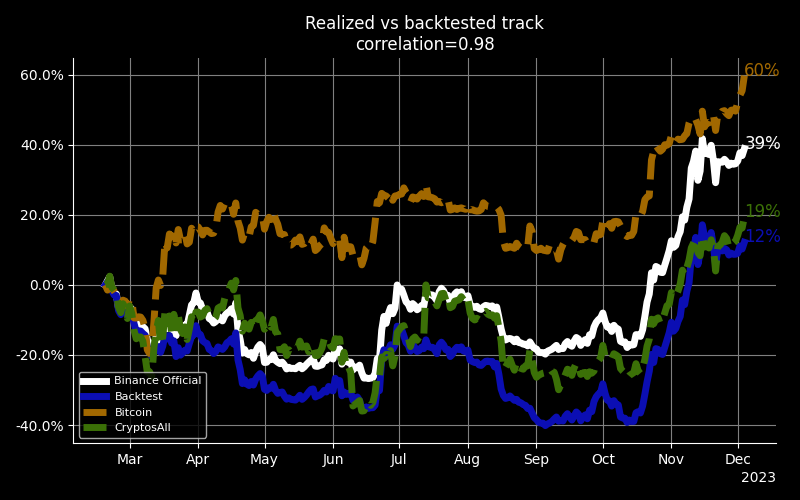 Realized vs backtested track
correlation=0.98
60.0%
40.0%
20.0%
0.0%
-20.0%
-40.0%
60%
39%
19%
12%
Binance Official
Backtest
Bitcoin
CryptosAll
Mar Apr May Jun Jul Aug Sep Oct Nov Dec
2023